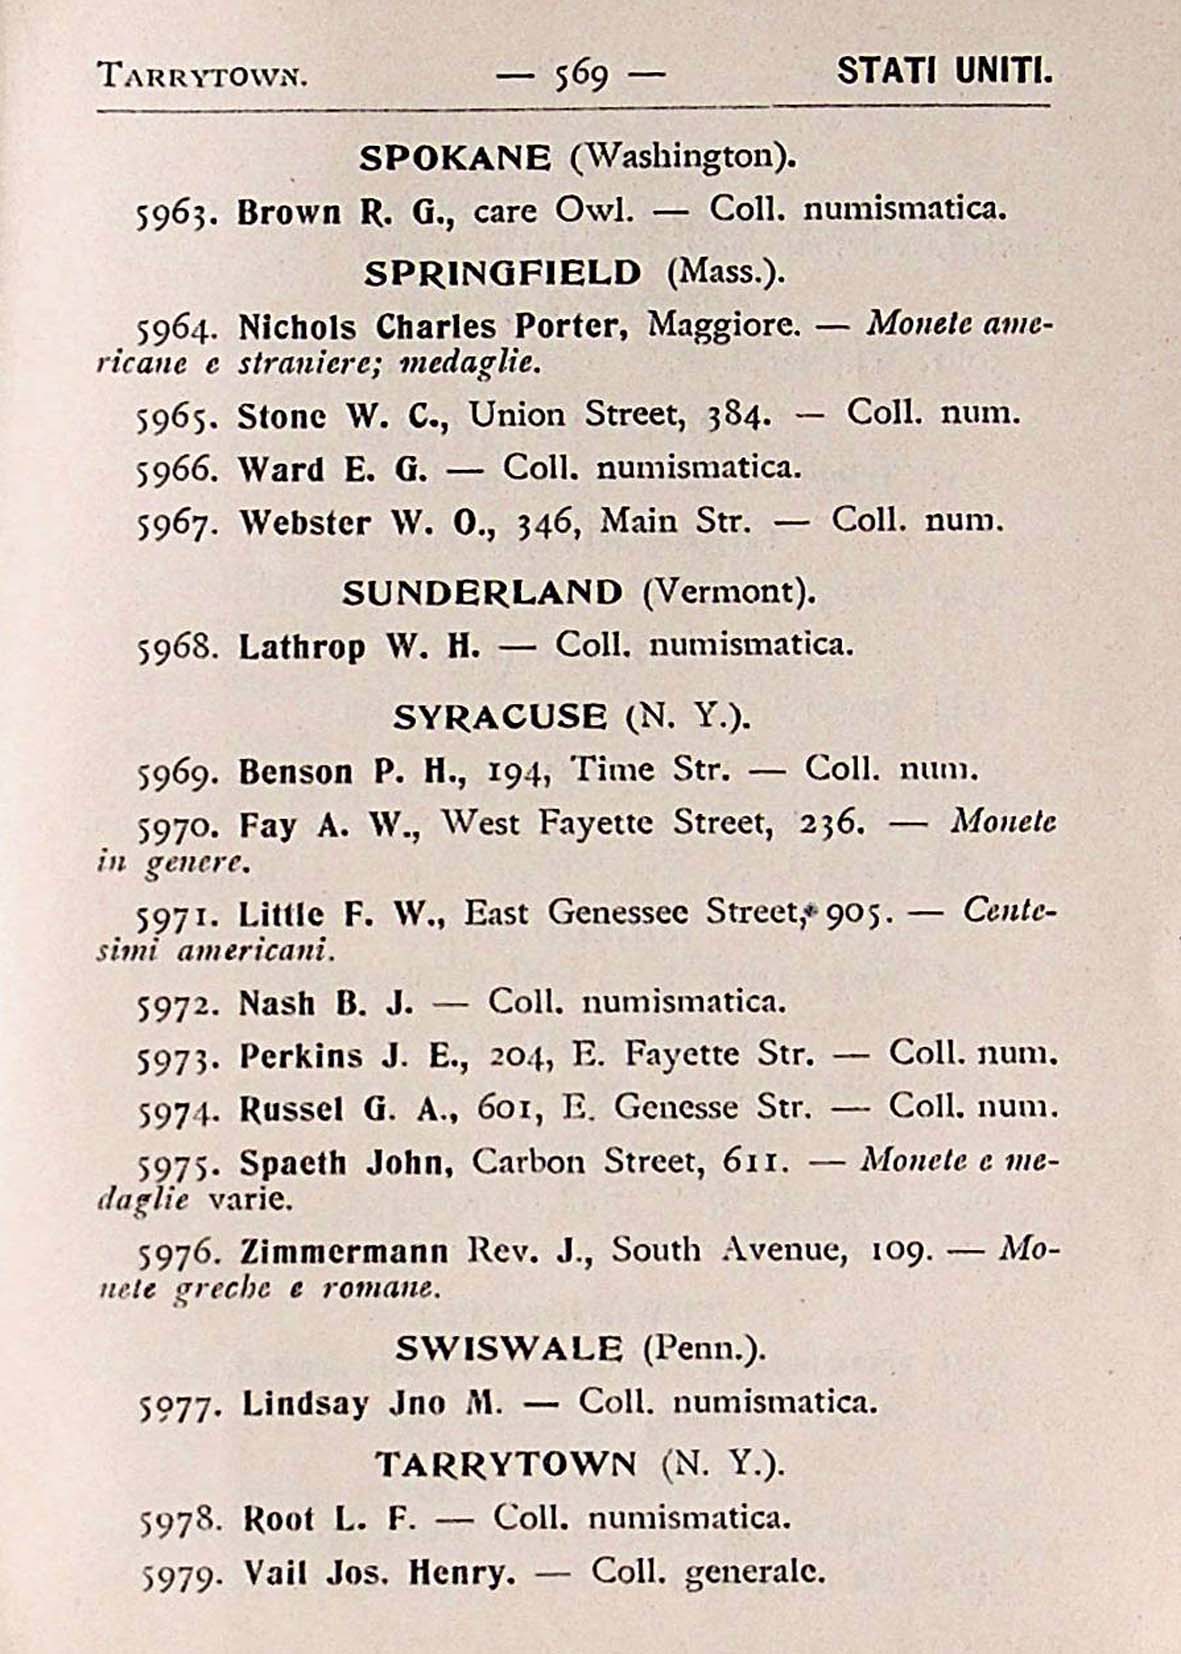 TARRYTOWN. — 569 — STATI UNITI.
SPOKANE (Washington).
5963. Brown R. G., care Owl. — Coll. numismatica.
SPRINGFIELD (Mass.).
5964. Nichols Charles Porter, Maggiore. — Monete ame-
ricane e straniere; medaglie.
5965. Stone W. C., Union Street, 384. — Coll. num.
5966. Ward E. G. — Coll. numismatica.
5967. Webster W. O., 346, Main Str. — Coll. num.
SUNDERLAND (Vermont).
5968. Lathrop W. H. — Coll. numismatica.
SYRACUSE (N. Y.).
5969. Benson P. H., 194, Time Str. — Coll. num.
5970. Fay A. W., West Fayette Street, 236. — Monete
in genere.
5971. Little F. W., East Genessee Street, 905. — Cente-
simi americani.
5972. Nash B. J. — Coll. numismatica.
5973. Perkins J. E., 204, E. Fayette Str. — Coll. num.
5974. Russel G. A., 601, E. Genesse Str. — Coll. num.
5975. Spaeth John, Carbon Street, 611. — Monete e me-
daglie varie.
5976. Zimmermann Rev. J., South Avenue, 109. — Mo-
nete greche e romane.
SWISWALE (Penn.).
5977. Lindsay Jno M. — Coll. numismatica.
TARRYTOWN (N. Y.).
5978. Root L. F. — Coll. numismatica.
5979. Vail Jos. Henry. — Coll. generale.